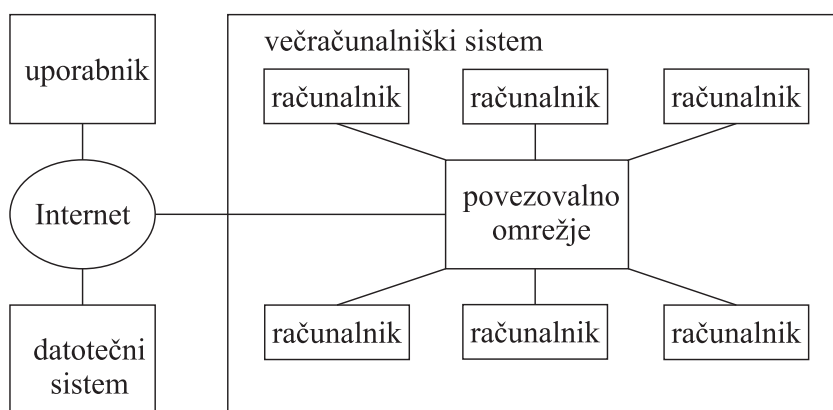 uporabnik
Internet
datotečni
sistem
večračunalniški sistem
računalnik
računalnik
računalnik
povezovalno
omrežje
računalnik
računalnik
računalnik